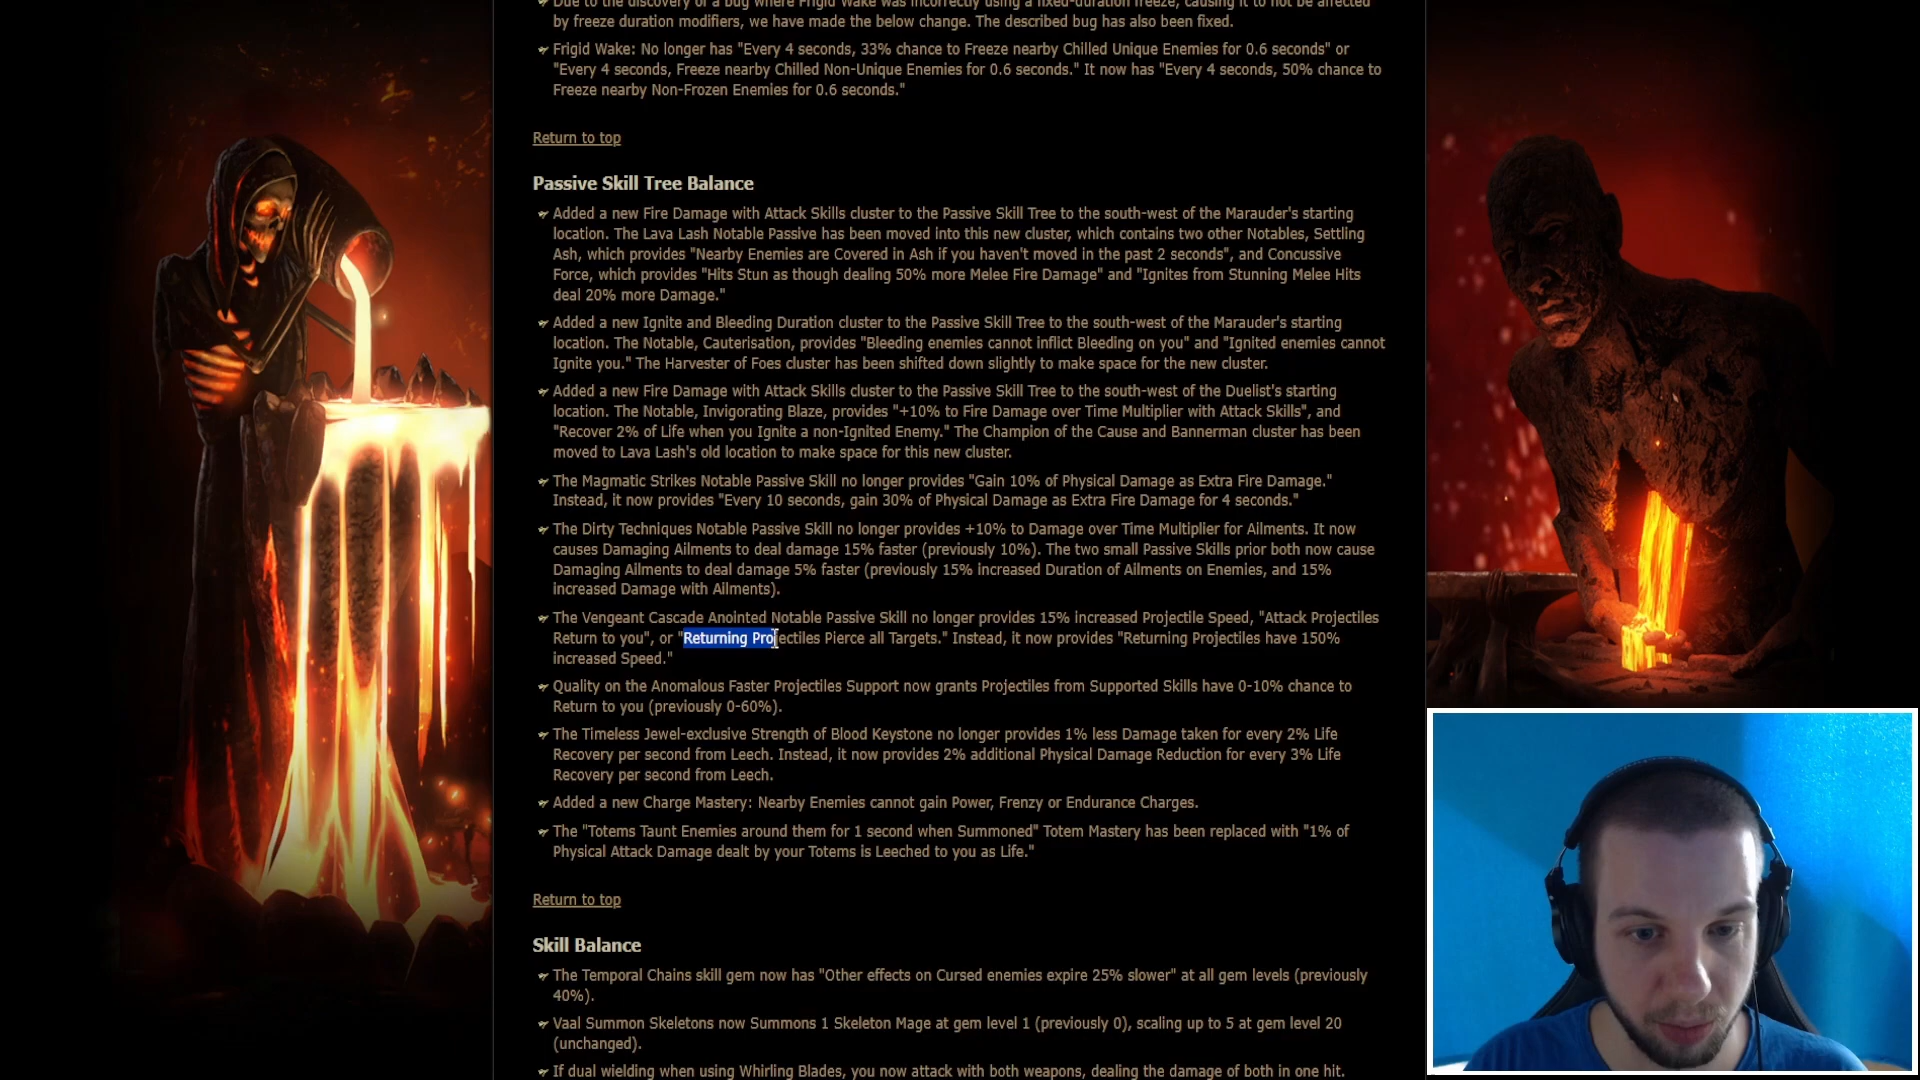 Due to the discovery of a bug where Frigid Wake was incorrectly using a fixed-duration freeze, causing it to not be affected
by freeze duration modifiers, we have made the below change. The described bug has also been fixed.
Frigid Wake: No longer has "Every 4 seconds, 33% chance to Freeze nearby Chilled Unique Enemies for 0.6 seconds" or
"Every 4 seconds, Freeze nearby Chilled Non-Unique Enemies for 0.6 seconds." It now has "Every 4 seconds, 50% chance to
Freeze nearby Non-Frozen Enemies for 0.6 seconds."
Return to top
Passive Skill Tree Balance
Added a new Fire Damage with Attack Skills cluster to the Passive Skill Tree to the south-west of the Marauder's starting
location. The Lava Lash Notable Passive has been moved into this new cluster, which contains two other Notables, Settling
Ash, which provides "Nearby Enemies are Covered in Ash if you haven't moved in the past 2 seconds", and Concussive
Force, which provides "Hits Stun as though dealing 50% more Melee Fire Damage" and "Ignites from Stunning Melee Hits
deal 20% more Damage."
Added a new Ignite and Bleeding Duration cluster to the Passive Skill Tree to the south-west of the Marauder's starting
location. The Notable, Cauterisation, provides "Bleeding enemies cannot inflict Bleeding on you" and "Ignited enemies cannot
Ignite you." The Harvester of Foes cluster has been shifted down slightly to make space for the new cluster.
Added a new Fire Damage with Attack Skills cluster to the Passive Skill Tree to the south-west of the Duelist's starting
location. The Notable, Invigorating Blaze, provides "+10% to Fire Damage over Time Multiplier with Attack Skills", and
"Recover 2% of Life when you Ignite a non-Ignited Enemy." The Champion of the Cause and Bannerman cluster has been
moved to Lava Lash's old location to make space for this new cluster.
The Magmatic Strikes Notable Passive Skill no longer provides "Gain 10% of Physical Damage as Extra Fire Damage."
Instead, it now provides "Every 10 seconds, gain 30% of Physical Damage as Extra Fire Damage for 4 seconds."
The Dirty Techniques Notable Passive Skill no longer provides +10% to Damage over Time Multiplier for Ailments. It now
causes Damaging Ailments to deal damage 15% faster (previously 10%). The two small Passive Skills prior both now cause
Damaging Ailments to deal damage 5% faster (previously 15% increased Duration of Ailments on Enemies, and 15%
increased Damage with Ailments).
The Vengeant Cascade Anointed Notable Passive Skill no longer provides 15% increased Projectile Speed, "Attack Projectiles
Return to you", or "Returning Projectiles Pierce all Targets." Instead, it now provides "Returning Projectiles have 150%
increased Speed."
Quality on the Anomalous Faster Projectiles Support now grants Projectiles from Supported Skills have 0-10% chance to
Return to you (previously 0-60%).
The Timeless Jewel-exclusive Strength of Blood Keystone no longer provides 1% less Damage taken for every 2% Life
Recovery per second from Leech. Instead, it now provides 2% additional Physical Damage Reduction for every 3% Life
Recovery per second from Leech.
Added a new Charge Mastery: Nearby Enemies cannot gain Power, Frenzy or Endurance Charges.
The "Totems Taunt Enemies around them for 1 second when Summoned" Totem Mastery has been replaced with "1% of
Physical Attack Damage dealt by your Totems is Leeched to you as Life."
Return to top
Skill Balance
The Temporal Chains skill gem now has "Other effects on Cursed enemies expire 25% slower" at all gem levels (previously
40%).
Vaal Summon Skeletons now Summons 1 Skeleton Mage at gem level 1 (previously 0), scaling up to 5 at gem level 20
(unchanged).
If dual wielding when using Whirling Blades, you now attack with both weapons, dealing the damage of both in one hit.